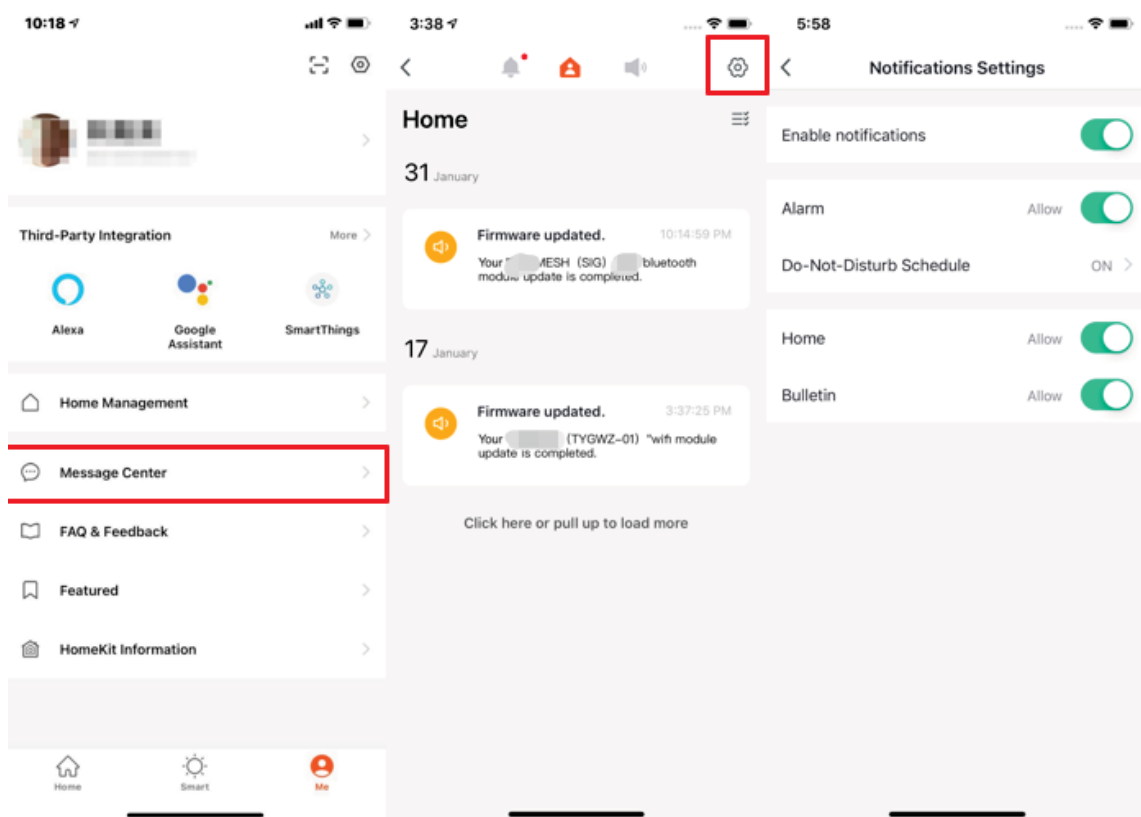 10:18
Third-Party Integration
More
Alexa
Google
Assistant
SmartThings
Home Management
Message Center
FAQ & Feedback
Featured
HomeKit Information
Home
Smart
Me
3:38
Home
31 January
Firmware updated. 10:14:59 PM
Your MESH (SIG) bluetooth
module update is completed.
17 January
Firmware updated. 3:37:25 PM
Your (TYGWZ-01) "wifi module
update is completed.
Click here or pull up to load more
5:58
Notifications Settings
Enable notifications
Alarm Allow
Do-Not-Disturb Schedule ON
Home Allow
Bulletin Allow